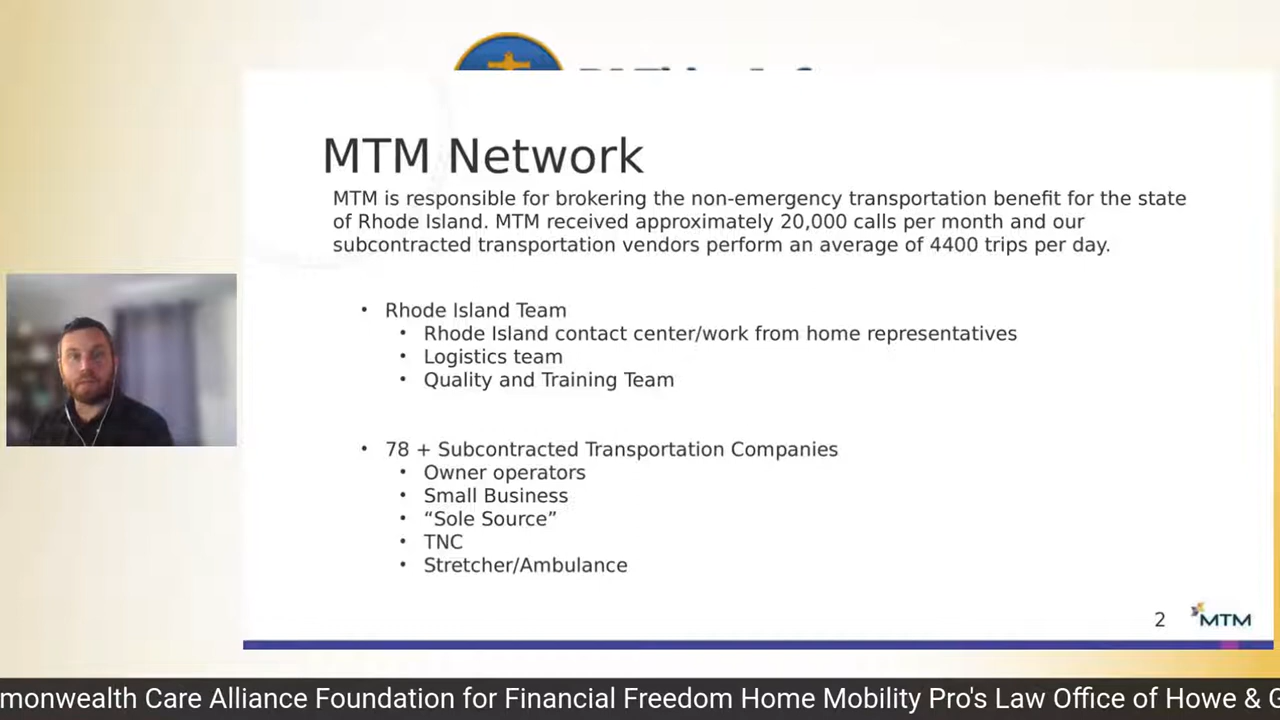 MTM Network
MTM is responsible for brokering the non-emergency transportation benefit for the state
of Rhode Island. MTM received approximately 20,000 calls per month and our
subcontracted transportation vendors perform an average of 4400 trips per day.
• Rhode Island Team
• Rhode Island contact center/work from home representatives
• Logistics team
• Quality and Training Team
• 78 + Subcontracted Transportation Companies
• Owner operators
• Small Business
• “Sole Source”
• TNC
• Stretcher/Ambulance
2
MTM
monwealth Care Alliance Foundation for Financial Freedom Home Mobility Pro's Law Office of Howe &